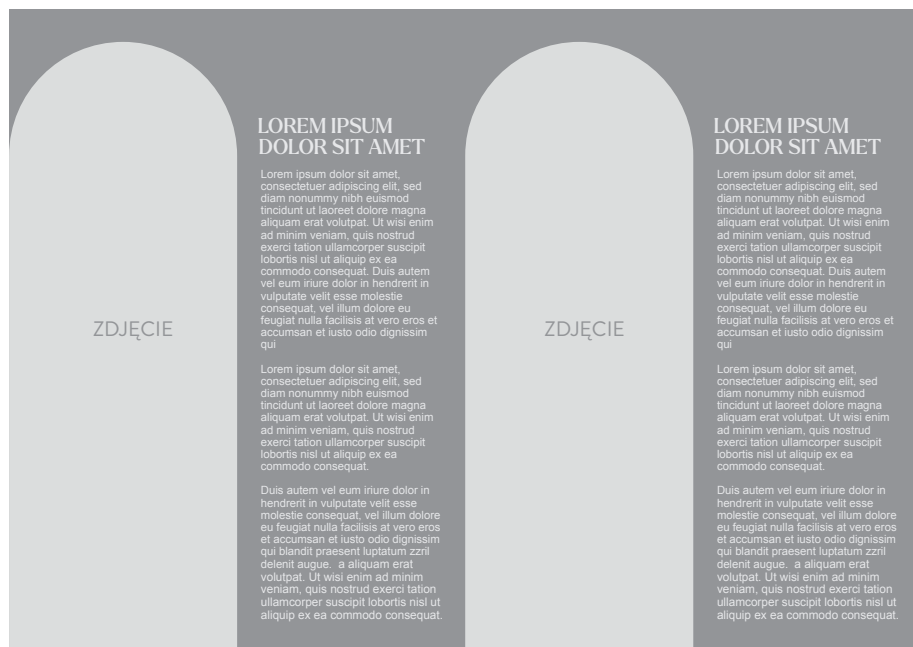 LOREM IPSUM
DOLOR SIT AMET
Lorem ipsum dolor sit amet,
consectetuer adipiscing elit, sed
diam nonummy nibh euismod
tincidunt ut laoreet dolore magna
aliquam erat volutpat. Ut wisi enim
ad minim veniam, quis nostrud
exerci tation ullamcorper suscipit
lobortis nisl ut aliquip ex ea
commodo consequat. Duis autem
vel eum iriure dolor in hendrerit in
vulputate velit esse molestie
consequat, vel illum dolore eu
feugiat nulla facilisis at vero eros et
accumsan et iusto odio dignissim
qui
ZDJĘCIE
Lorem ipsum dolor sit amet,
consectetuer adipiscing elit, sed
diam nonummy nibh euismod
tincidunt ut laoreet dolore magna
aliquam erat volutpat. Ut wisi enim
ad minim veniam, quis nostrud
exerci tation ullamcorper suscipit
lobortis nisl ut aliquip ex ea
commodo consequat.
Duis autem vel eum iriure dolor in
hendrerit in vulputate velit esse
molestie consequat, vel illum dolore
eu feugiat nulla facilisis at vero eros
et accumsan et iusto odio dignissim
qui blandit praesent luptatum zzril
delenit augue.  a aliquam erat
volutpat. Ut wisi enim ad minim
veniam, quis nostrud exerci tation
ullamcorper suscipit lobortis nisl ut
aliquip ex ea commodo consequat.
LOREM IPSUM
DOLOR SIT AMET
Lorem ipsum dolor sit amet,
consectetuer adipiscing elit, sed
diam nonummy nibh euismod
tincidunt ut laoreet dolore magna
aliquam erat volutpat. Ut wisi enim
ad minim veniam, quis nostrud
exerci tation ullamcorper suscipit
lobortis nisl ut aliquip ex ea
commodo consequat. Duis autem
vel eum iriure dolor in hendrerit in
vulputate velit esse molestie
consequat, vel illum dolore eu
feugiat nulla facilisis at vero eros et
accumsan et iusto odio dignissim
qui
ZDJĘCIE
Lorem ipsum dolor sit amet,
consectetuer adipiscing elit, sed
diam nonummy nibh euismod
tincidunt ut laoreet dolore magna
aliquam erat volutpat. Ut wisi enim
ad minim veniam, quis nostrud
exerci tation ullamcorper suscipit
lobortis nisl ut aliquip ex ea
commodo consequat.
Duis autem vel eum iriure dolor in
hendrerit in vulputate velit esse
molestie consequat, vel illum dolore
eu feugiat nulla facilisis at vero eros
et accumsan et iusto odio dignissim
qui blandit praesent luptatum zzril
delenit augue.  a aliquam erat
volutpat. Ut wisi enim ad minim
veniam, quis nostrud exerci tation
ullamcorper suscipit lobortis nisl ut
aliquip ex ea commodo consequat.